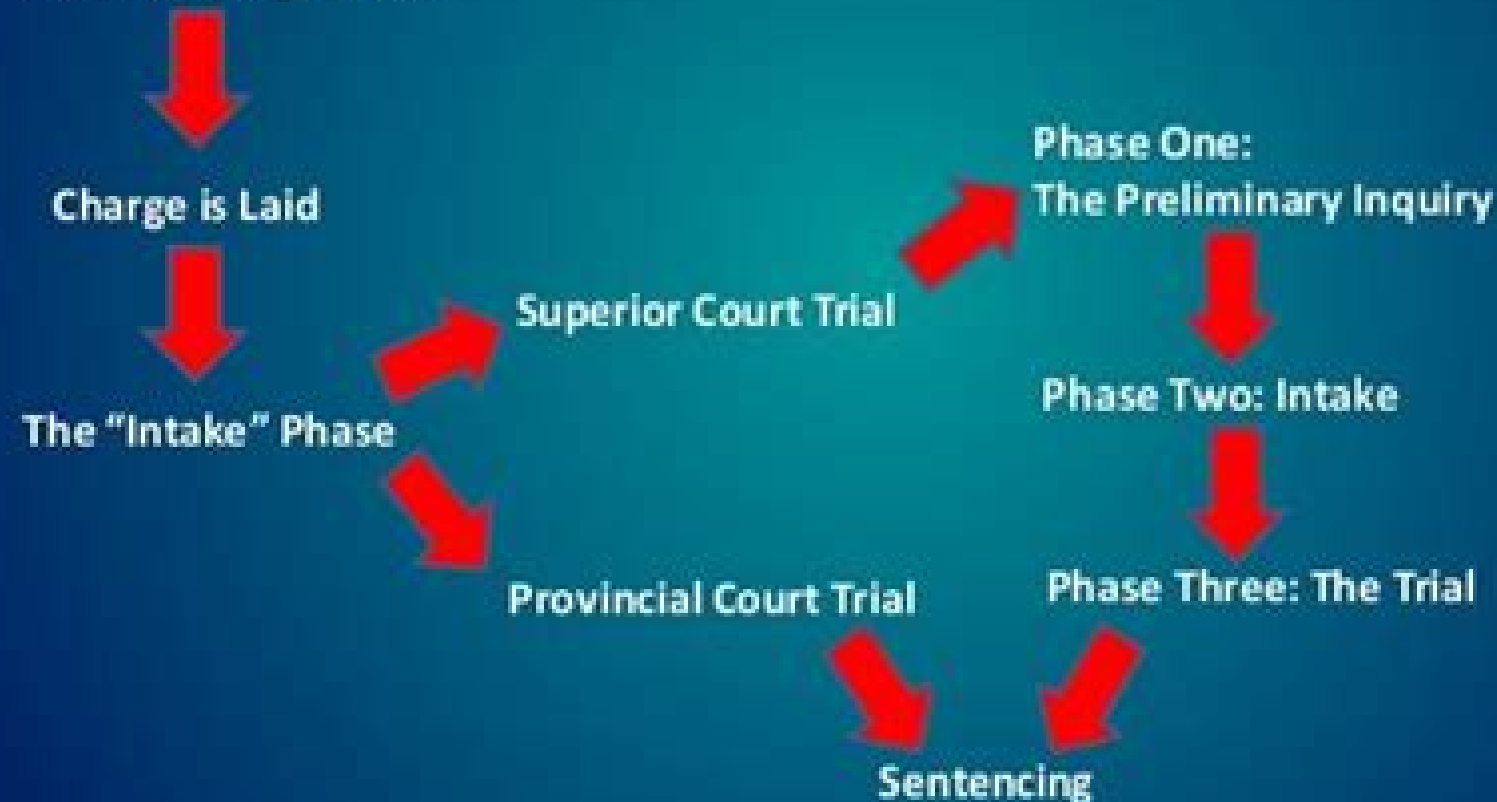 Charge is Laid
The “Intake” Phase
Superior Court Trial
Provincial Court Trial
Phase One:
The Preliminary Inquiry
Phase Two: Intake
Phase Three: The Trial
Sentencing